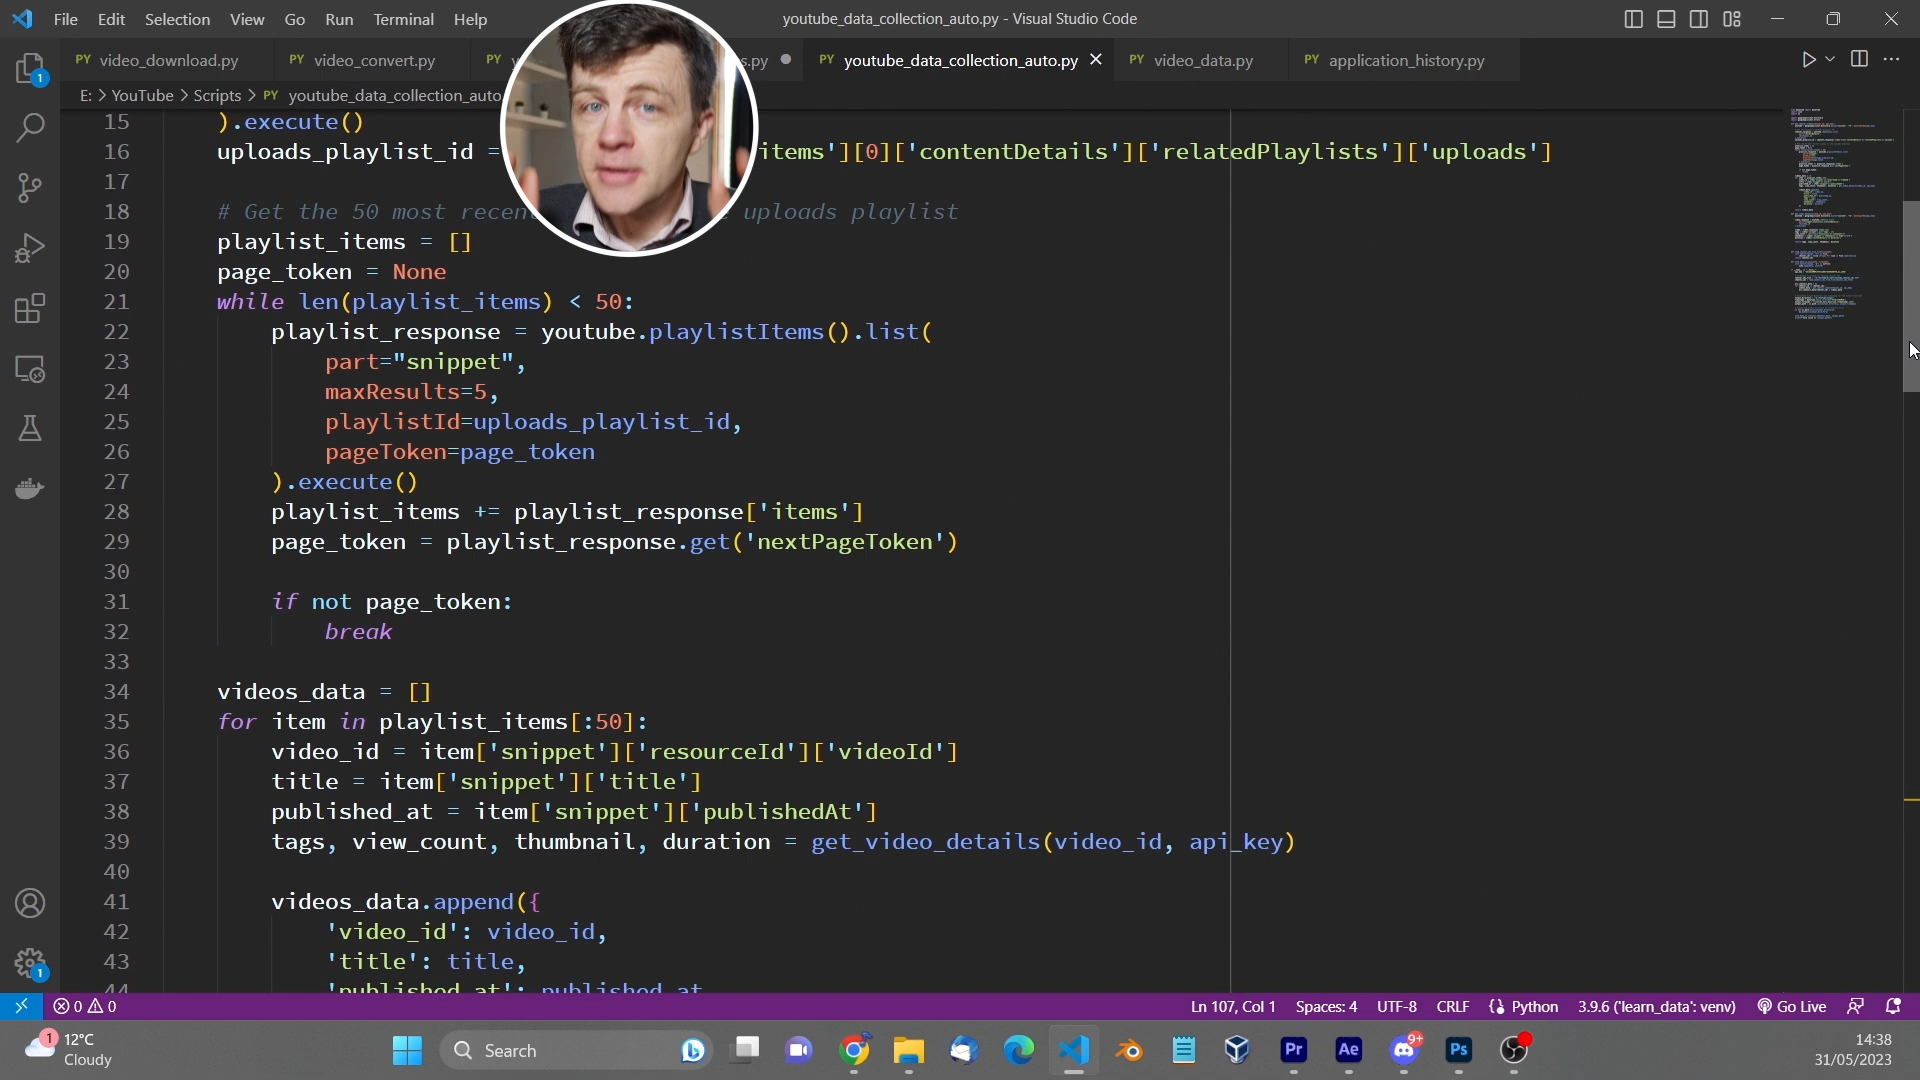 File Edit Selection View Go Run Terminal Help
youtube_data_collection_auto.py - Visual Studio Code
PY video_download.py
PY video_convert.py
PY
s.py
PY youtube_data_collection_auto.py
PY video_data.py
PY application_history.py
E: > YouTube > Scripts > PY youtube_data_collection_auto
15 ).execute()
16 uploads_playlist_id = items'][0]['contentDetails']['relatedPlaylists']['uploads']
17
18 # Get the 50 most recen uploads playlist
19 playlist_items = []
20 page_token = None
21 while len(playlist_items) < 50:
22 playlist_response = youtube.playlistItems().list(
23 part="snippet",
24 maxResults=5,
25 playlistId=uploads_playlist_id,
26 pageToken=page_token
27 ).execute()
28 playlist_items += playlist_response['items']
29 page_token = playlist_response.get('nextPageToken')
30
31 if not page_token:
32 break
33
34 videos_data = []
35 for item in playlist_items[:50]:
36 video_id = item['snippet']['resourceId']['videoId']
37 title = item['snippet']['title']
38 published_at = item['snippet']['publishedAt']
39 tags, view_count, thumbnail, duration = get_video_details(video_id, api_key)
40
41 videos_data.append({
42 'video_id': video_id,
43 'title': title,
44 'published_at': published_at
0 0 Ln 107, Col 1 Spaces: 4 UTF-8 CRLF Python 3.9.6 ('learn_data': venv) Go Live
1 12°C
Cloudy
Search
Pr Ae 9+ Ps
14:38
31/05/2023